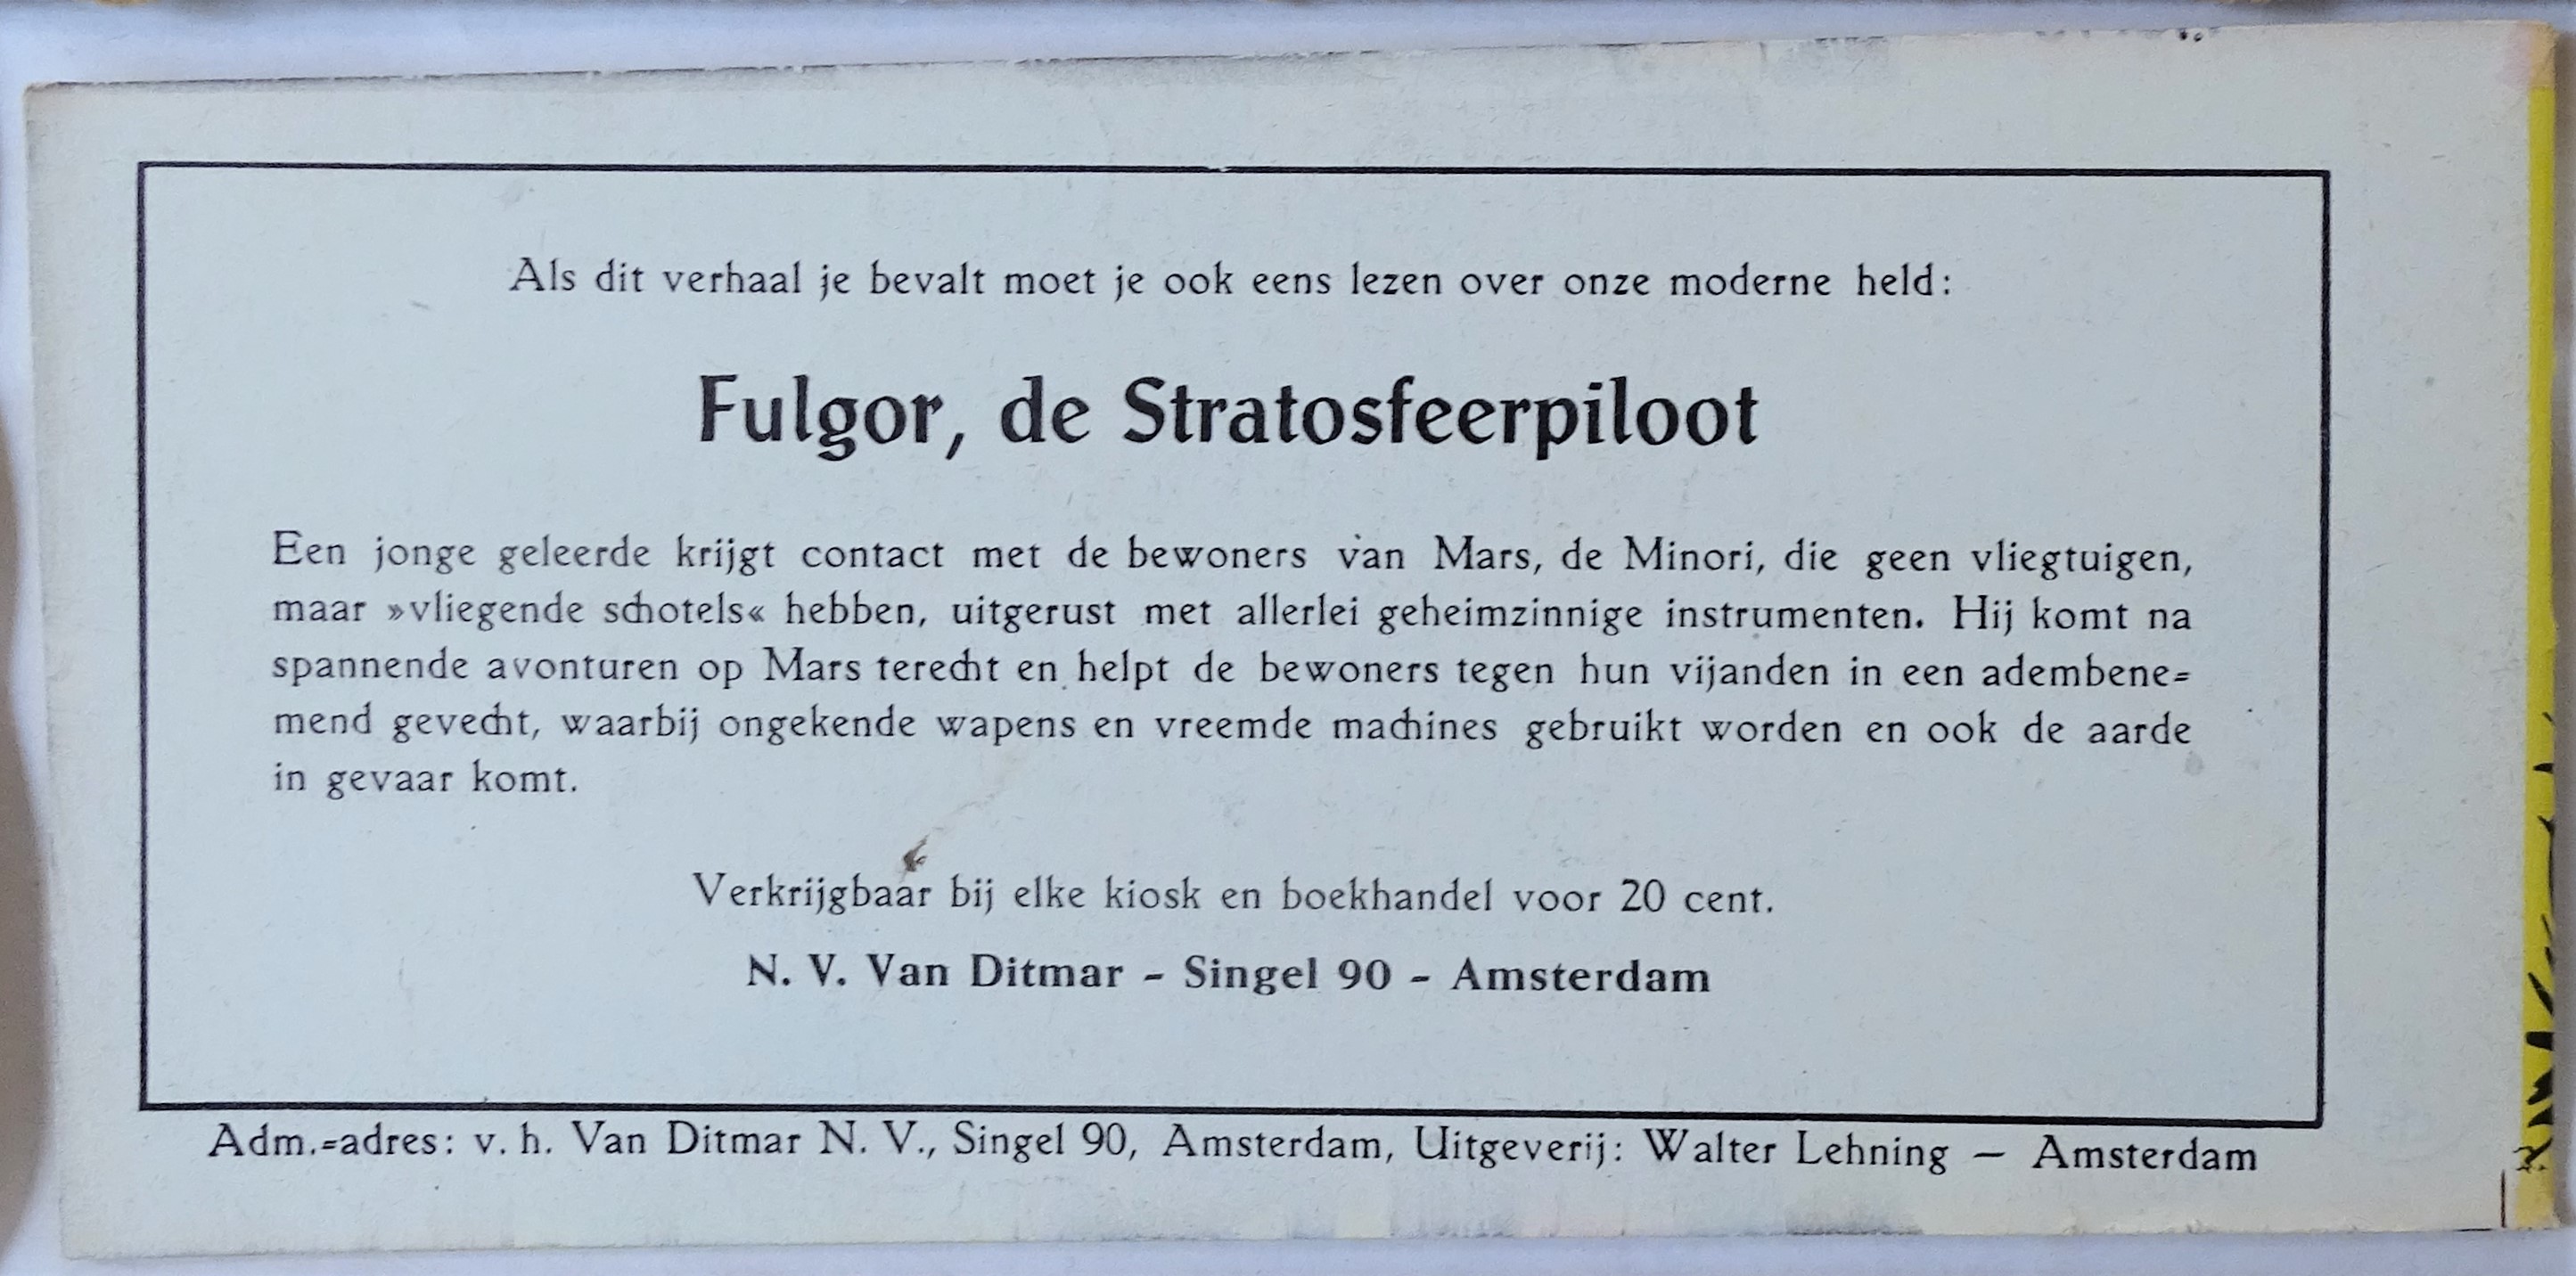 Als dit verhaal je bevalt moet je ook eens lezen over onze moderne held:
Fulgor, de Stratosfeerpiloot
Een jonge geleerde krijgt contact met de bewoners van Mars, de Minori, die geen vliegtuigen,
maar »vliegende schotels« hebben, uitgerust met allerlei geheimzinnige instrumenten. Hij komt na
spannende avonturen op Mars terecht en helpt de bewoners tegen hun vijanden in een adembene=
mend gevecht, waarbij ongekende wapens en vreemde machines gebruikt worden en ook de aarde
in gevaar komt.
Verkrijgbaar bij elke kiosk en boekhandel voor 20 cent.
N. V. Van Ditmar - Singel 90 - Amsterdam
Adm.=adres: v. h. Van Ditmar N. V., Singel 90, Amsterdam, Uitgeverij: Walter Lehning — Amsterdam